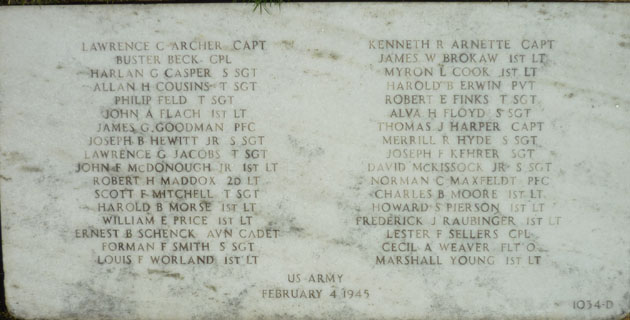 LAWRENCE C ARCHER CAPT
BUSTER BECK CPL
HARLAN G CASPER S SGT
ALLAN H COUSINS T SGT
PHILIP FELD T SGT
JOHN A FLACH 1ST LT
JAMES G GOODMAN PFC
JOSEPH B HEWITT JR S SGT
LAWRENCE G JACOBS T SGT
JOHN F McDONOUGH JR 1ST LT
ROBERT H MADDOX 2D LT
SCOTT F MITCHELL T SGT
HAROLD B MORSE 1ST LT
WILLIAM E PRICE 1ST LT
ERNEST B SCHENCK AVN CADET
FORMAN F SMITH S SGT
LOUIS F WORLAND 1ST LT
KENNETH R ARNETTE CAPT
JAMES W BROKAW 1ST LT
MYRON L COOK 1ST LT
HAROLD B ERWIN PVT
ROBERT E FINKS T SGT
ALVA H FLOYD S SGT
THOMAS J HARPER CAPT
MERRILL R HYDE S SGT
JOSEPH F KEHRER SGT
DAVID McKISSOCK JR S SGT
NORMAN C MAXFELDT PFC
CHARLES B MOORE 1ST LT
HOWARD S PIERSON 1ST LT
FREDERICK J RAUBINGER 1ST LT
LESTER F SELLERS CPL
CECIL A WEAVER FLT O
MARSHALL YOUNG 1ST LT
US ARMY
FEBRUARY 4 1945
1034-D